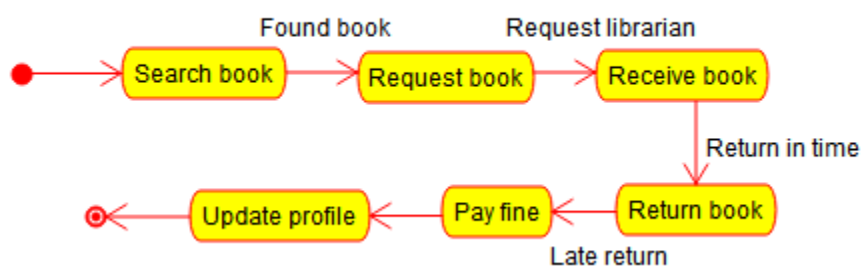 Found book
Request librarian
Search book
Request book
Receive book
Return in time
Return book
Pay fine
Update profile
Late return